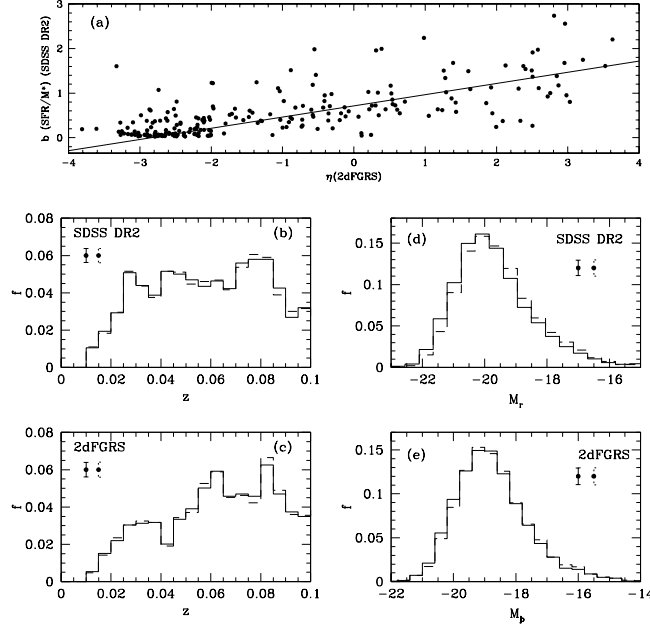 3
(a)
2
1
0
b (SFR/M*) (SDSS DR2)
−4 −3 −2 −1 0 1 2 3 4
η(2dFGRS)
0.08
SDSS DR2 (b)
0.06
0.04
0.02
0
f
0 0.02 0.04 0.06 0.08 0.1
z
(d) SDSS DR2
0.15
0.1
0.05
0
f
−22 −20 −18 −16
Mr
0.08
2dFGRS (c)
0.06
0.04
0.02
0
f
0 0.02 0.04 0.06 0.08 0.1
z
(e) 2dFGRS
0.15
0.1
0.05
0
f
−22 −20 −18 −16 −14
Mp